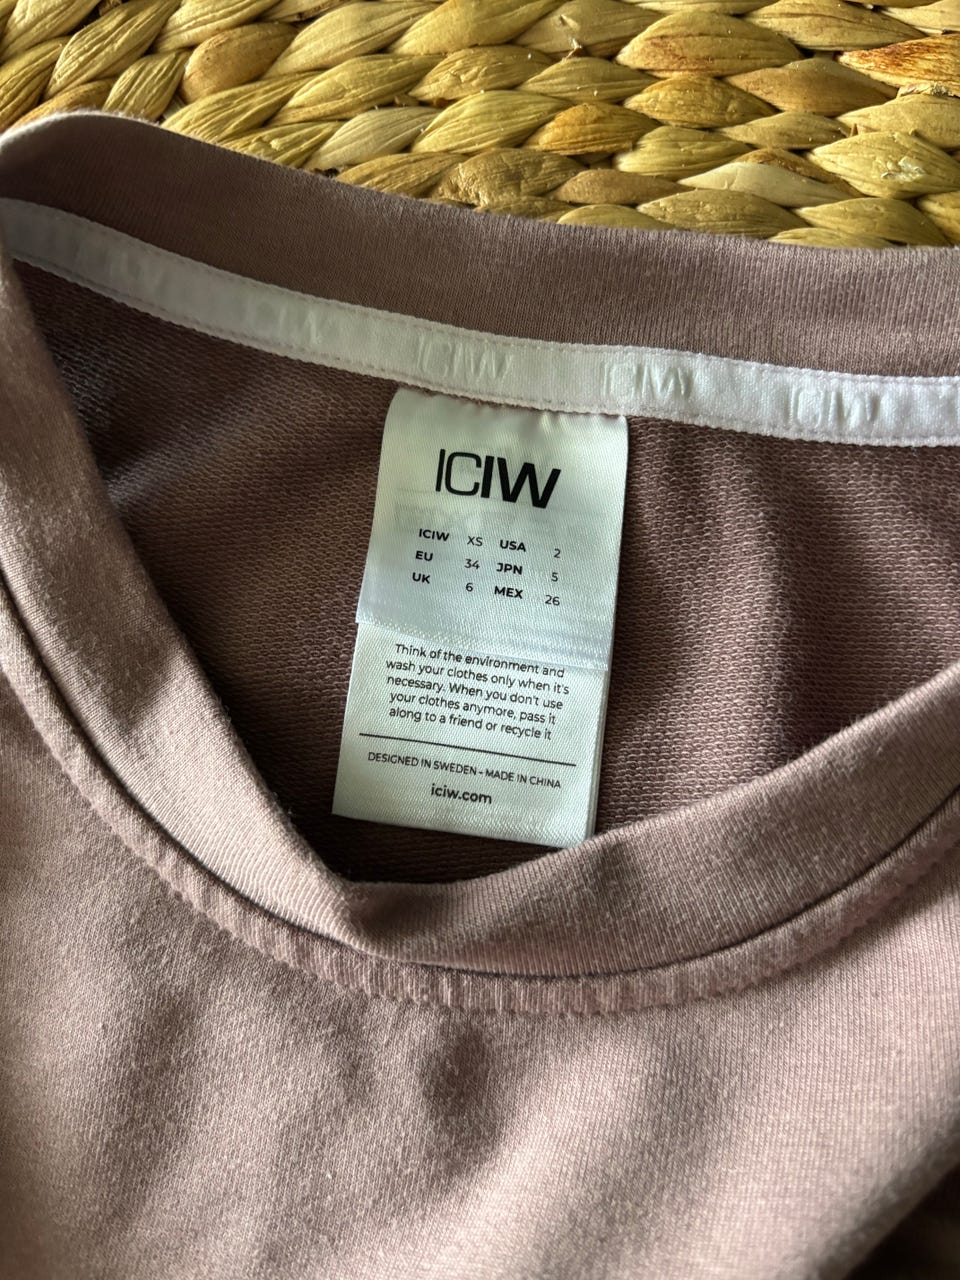 ICIW ICIW ICIW
ICIW
ICIW XS USA 2
EU 34 JPN 5
UK 6 MEX 26
Think of the environment and
wash your clothes only when it's
necessary. When you don't use
your clothes anymore, pass it
along to a friend or recycle it
DESIGNED IN SWEDEN - MADE IN CHINA
iciw.com